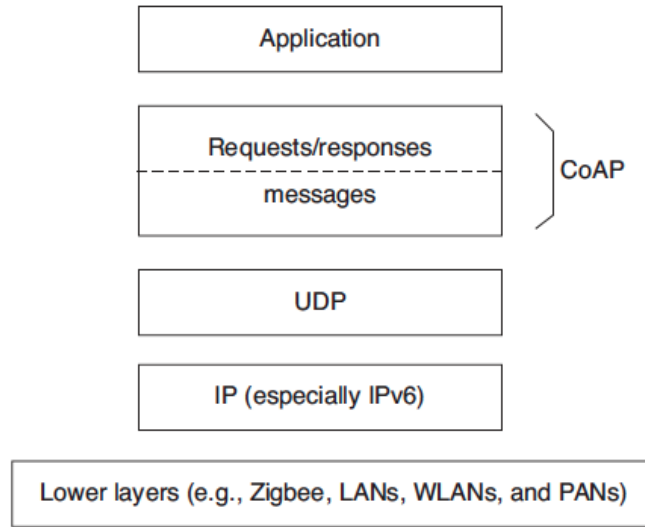 Application
Requests/responses
messages
CoAP
UDP
IP (especially IPv6)
Lower layers (e.g., Zigbee, LANs, WLANs, and PANs)